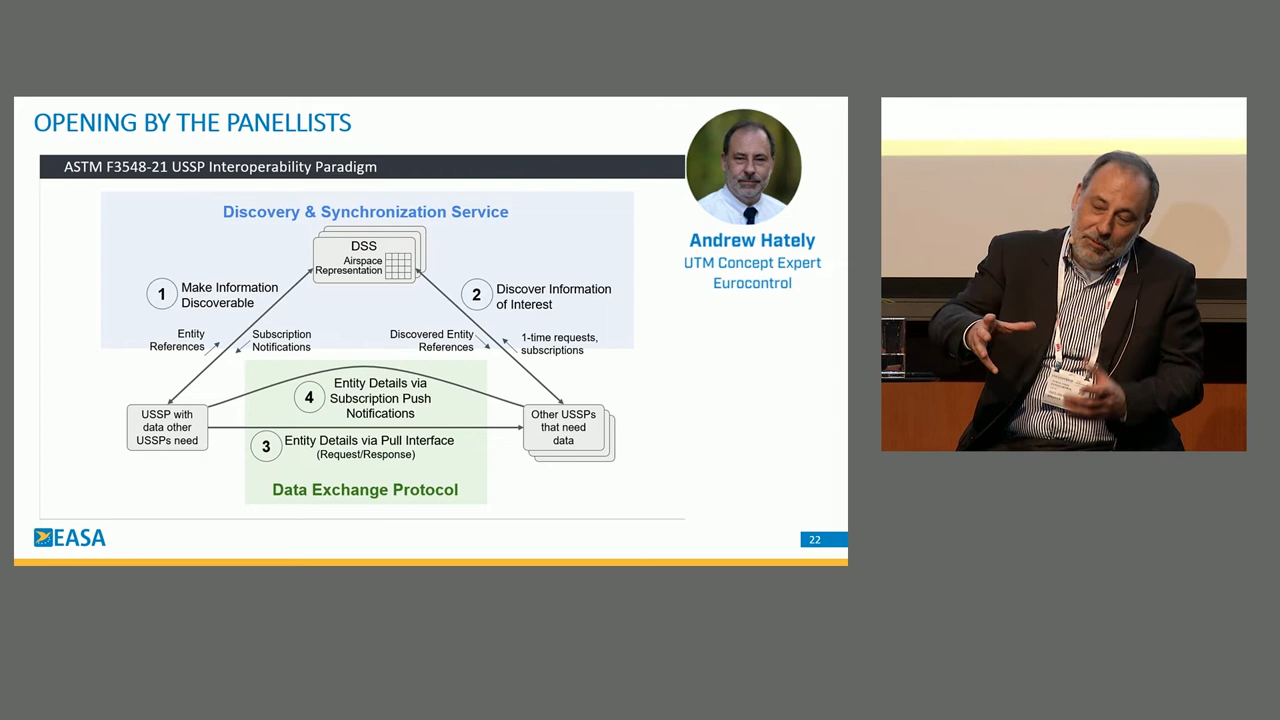 OPENING BY THE PANELLISTS
ASTM F3548-21 USSP Interoperability Paradigm
Discovery & Synchronization Service
DSS
Airspace
Representation
1
Make Information
Discoverable
2
Discover Information
of Interest
Entity
References
Subscription
Notifications
Discovered Entity
References
1-time requests,
subscriptions
4
Entity Details via
Subscription Push
Notifications
USSP with
data other
USSPs need
Other USSPs
that need
data
3
Entity Details via Pull Interface
(Request/Response)
Data Exchange Protocol
Andrew Hately
UTM Concept Expert
Eurocontrol
EASA
22